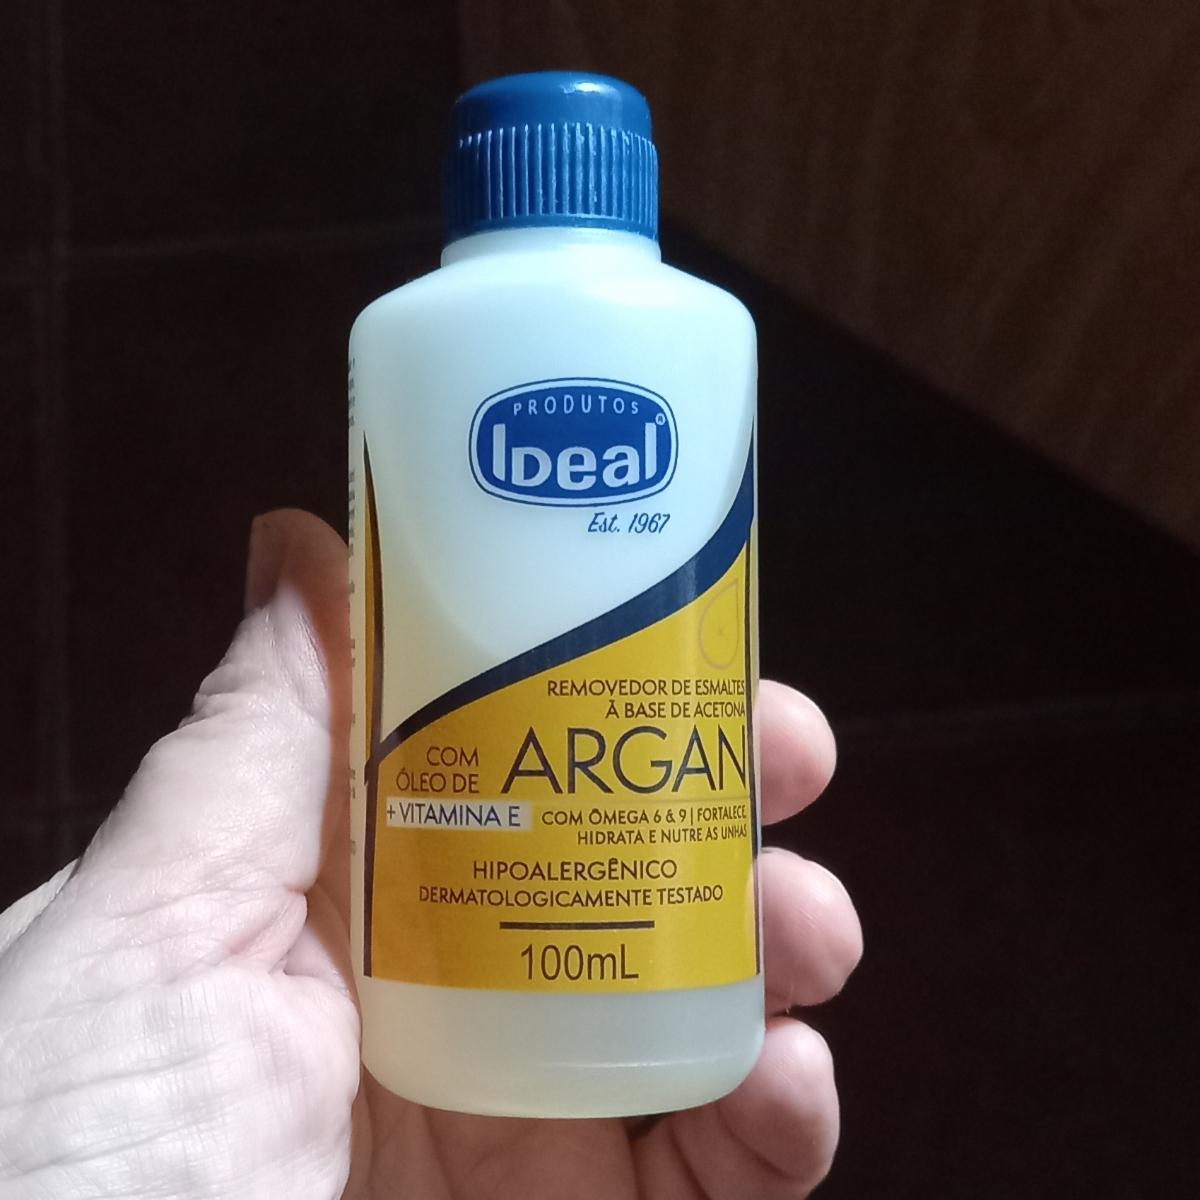 PRODUTOS
Ideal®
Est. 1967
REMOVEDOR DE ESMALTES
À BASE DE ACETONA
COM
ÓLEO DE
ARGAN
+ VITAMINA E
COM ÔMEGA 6 & 9 | FORTALECE,
HIDRATA E NUTRE AS UNHAS
HIPOALERGÊNICO
DERMATOLOGICAMENTE TESTADO
100mL